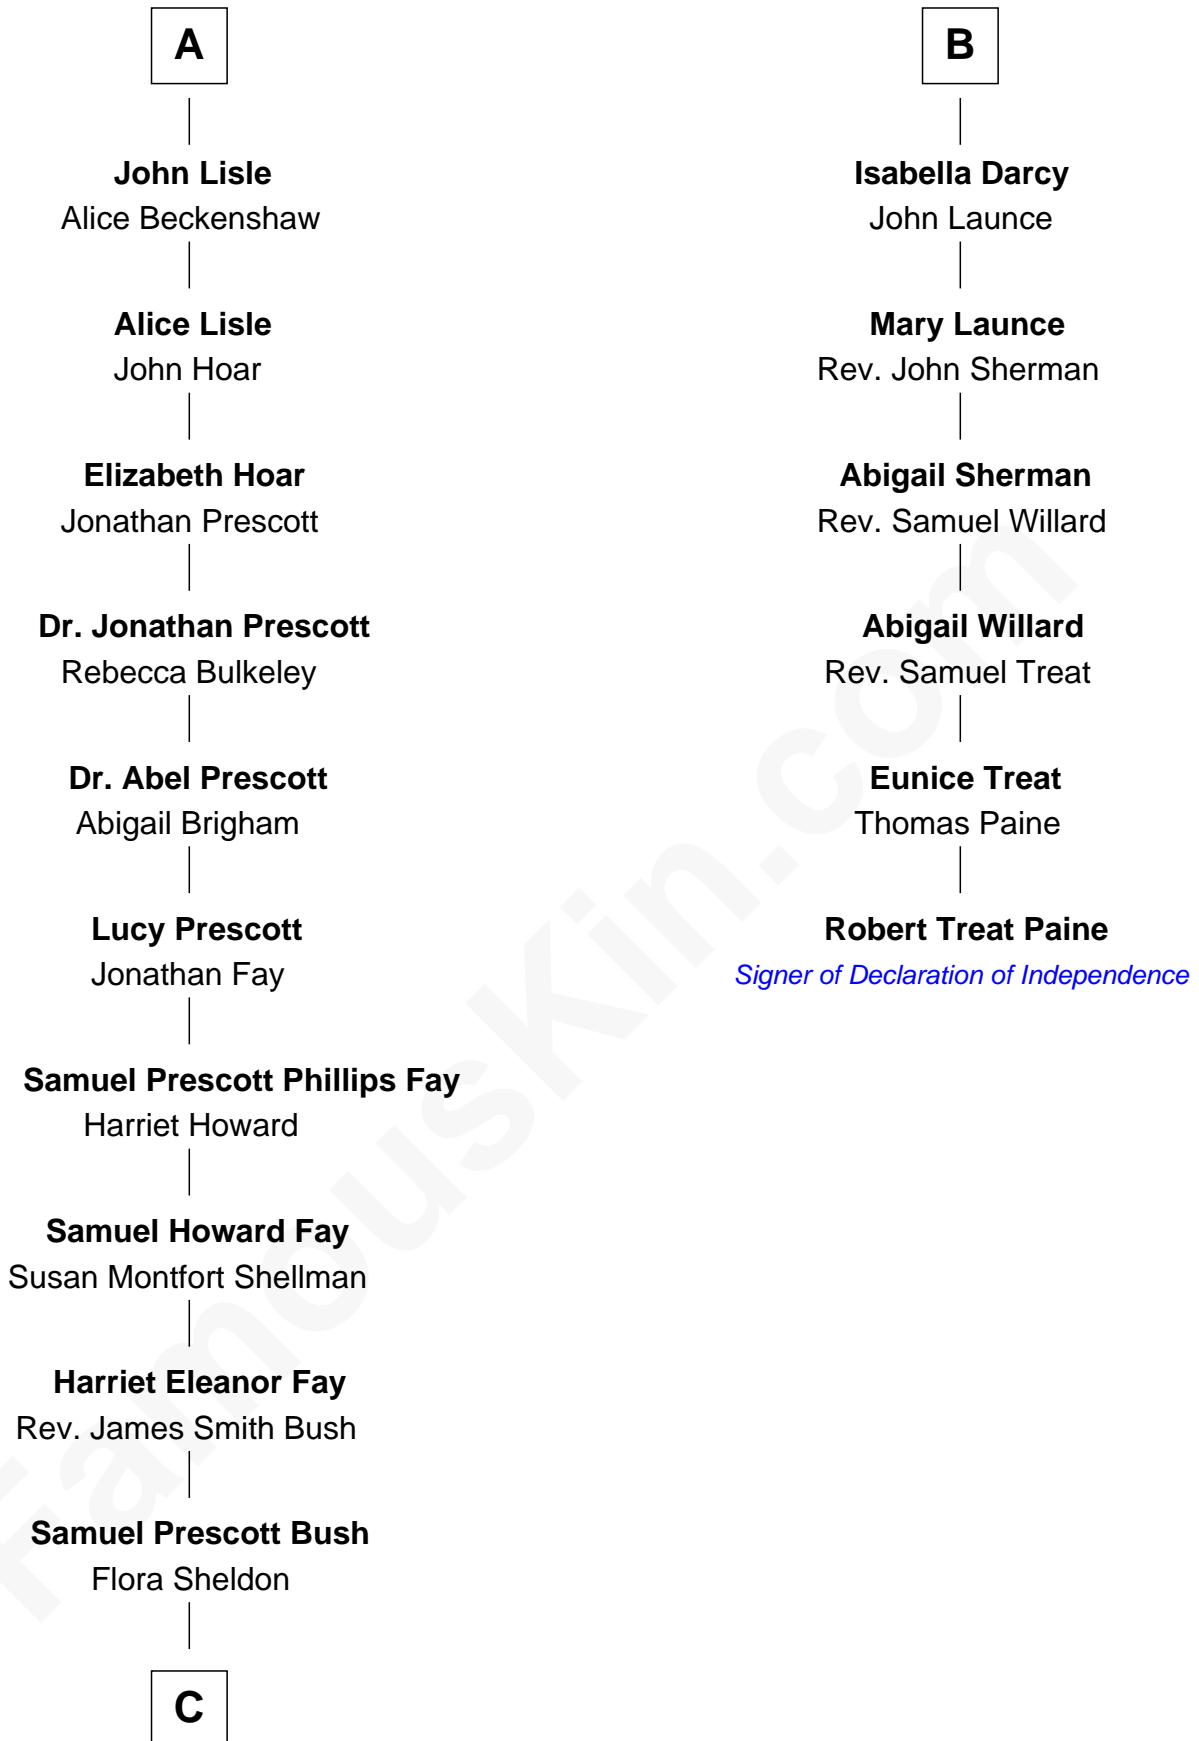 A
John Lisle
Alice Beckenshaw
Alice Lisle
John Hoar
Elizabeth Hoar
Jonathan Prescott
Dr. Jonathan Prescott
Rebecca Bulkeley
Dr. Abel Prescott
Abigail Brigham
Lucy Prescott
Jonathan Fay
Samuel Prescott Phillips Fay
Harriet Howard
Samuel Howard Fay
Susan Montfort Shellman
Harriet Eleanor Fay
Rev. James Smith Bush
Samuel Prescott Bush
Flora Sheldon
C
B
Isabella Darcy
John Launce
Mary Launce
Rev. John Sherman
Abigail Sherman
Rev. Samuel Willard
Abigail Willard
Rev. Samuel Treat
Eunice Treat
Thomas Paine
Robert Treat Paine
Signer of Declaration of Independence
FamousKin.com